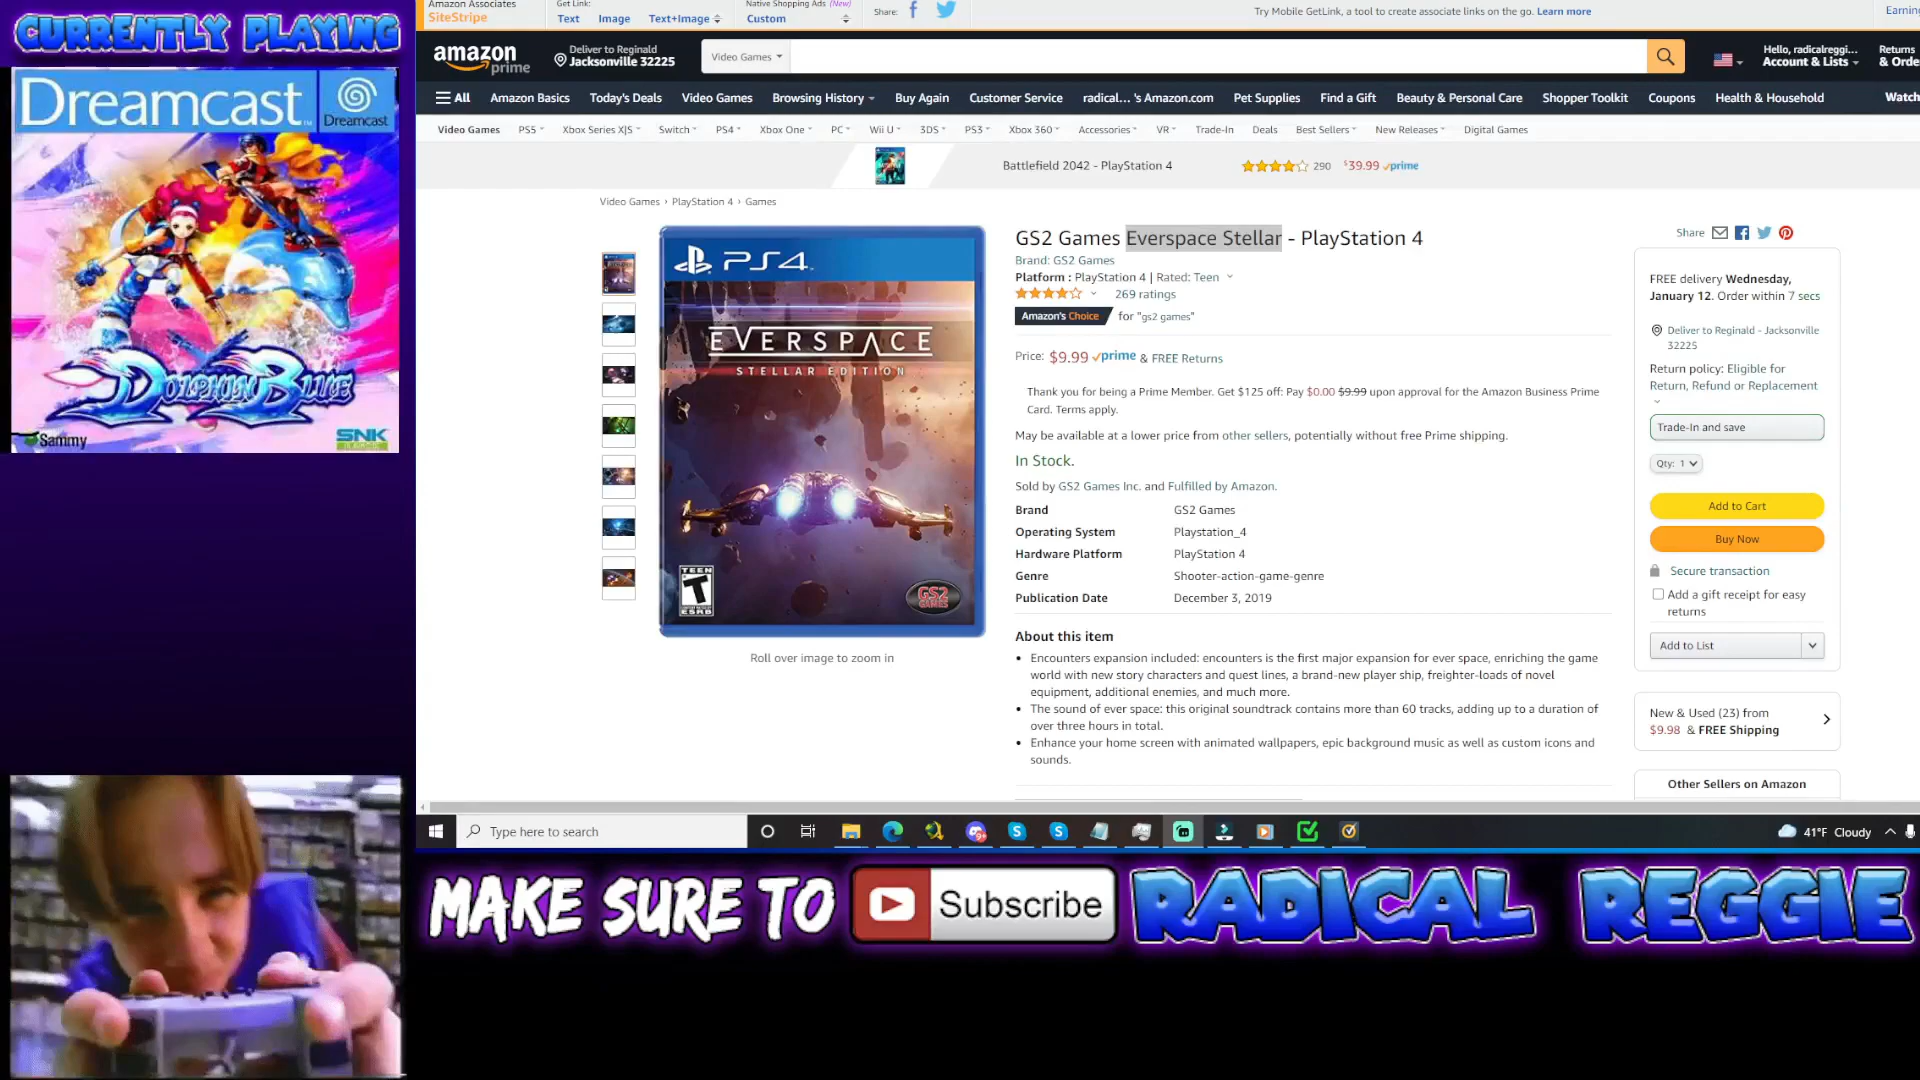 CURRENTLY PLAYING
Dreamcast
Dreamcast
DOLPHIN BLUE
Sammy
SNK
Amazon Associates
SiteStripe
Get Link:
Text Image Text+Image
Native Shopping Ads (New)
Custom
Share:
Try Mobile GetLink, a tool to create associate links on the go. Learn more
Earning
amazon
prime
Deliver to Reginald
Jacksonville 32225
Video Games
Hello, radicalreggi...
Account & Lists
Returns
& Orde
All Amazon Basics Today's Deals Video Games Browsing History Buy Again Customer Service radical... 's Amazon.com Pet Supplies Find a Gift Beauty & Personal Care Shopper Toolkit Coupons Health & Household Watch
Video Games PS5 Xbox Series X|S Switch PS4 Xbox One PC Wii U 3DS PS3 Xbox 360 Accessories VR Trade-In Deals Best Sellers New Releases Digital Games
Battlefield 2042 - PlayStation 4 290 $39.99 prime
Video Games › PlayStation 4 › Games
PS4
EVERSPACE
STELLAR EDITION
TEEN
T
ESRB
GS2
GAMES
Roll over image to zoom in
GS2 Games Everspace Stellar - PlayStation 4
Brand: GS2 Games
Platform : PlayStation 4 | Rated: Teen
269 ratings
Amazon's Choice for "gs2 games"
Price: $9.99 prime & FREE Returns
Thank you for being a Prime Member. Get $125 off: Pay $0.00 $9.99 upon approval for the Amazon Business Prime
Card. Terms apply.
May be available at a lower price from other sellers, potentially without free Prime shipping.
In Stock.
Sold by GS2 Games Inc. and Fulfilled by Amazon.
Brand GS2 Games
Operating System Playstation_4
Hardware Platform PlayStation 4
Genre Shooter-action-game-genre
Publication Date December 3, 2019
About this item
• Encounters expansion included: encounters is the first major expansion for ever space, enriching the game
world with new story characters and quest lines, a brand-new player ship, freighter-loads of novel
equipment, additional enemies, and much more.
• The sound of ever space: this original soundtrack contains more than 60 tracks, adding up to a duration of
over three hours in total.
• Enhance your home screen with animated wallpapers, epic background music as well as custom icons and
sounds.
Share
FREE delivery Wednesday,
January 12. Order within 7 secs
Deliver to Reginald - Jacksonville
32225
Return policy: Eligible for
Return, Refund or Replacement
Trade-In and save
Qty: 1
Add to Cart
Buy Now
Secure transaction
Add a gift receipt for easy
returns
Add to List
New & Used (23) from
$9.98 & FREE Shipping
Other Sellers on Amazon
Type here to search
41°F Cloudy
MAKE SURE TO Subscribe RADICAL REGGIE